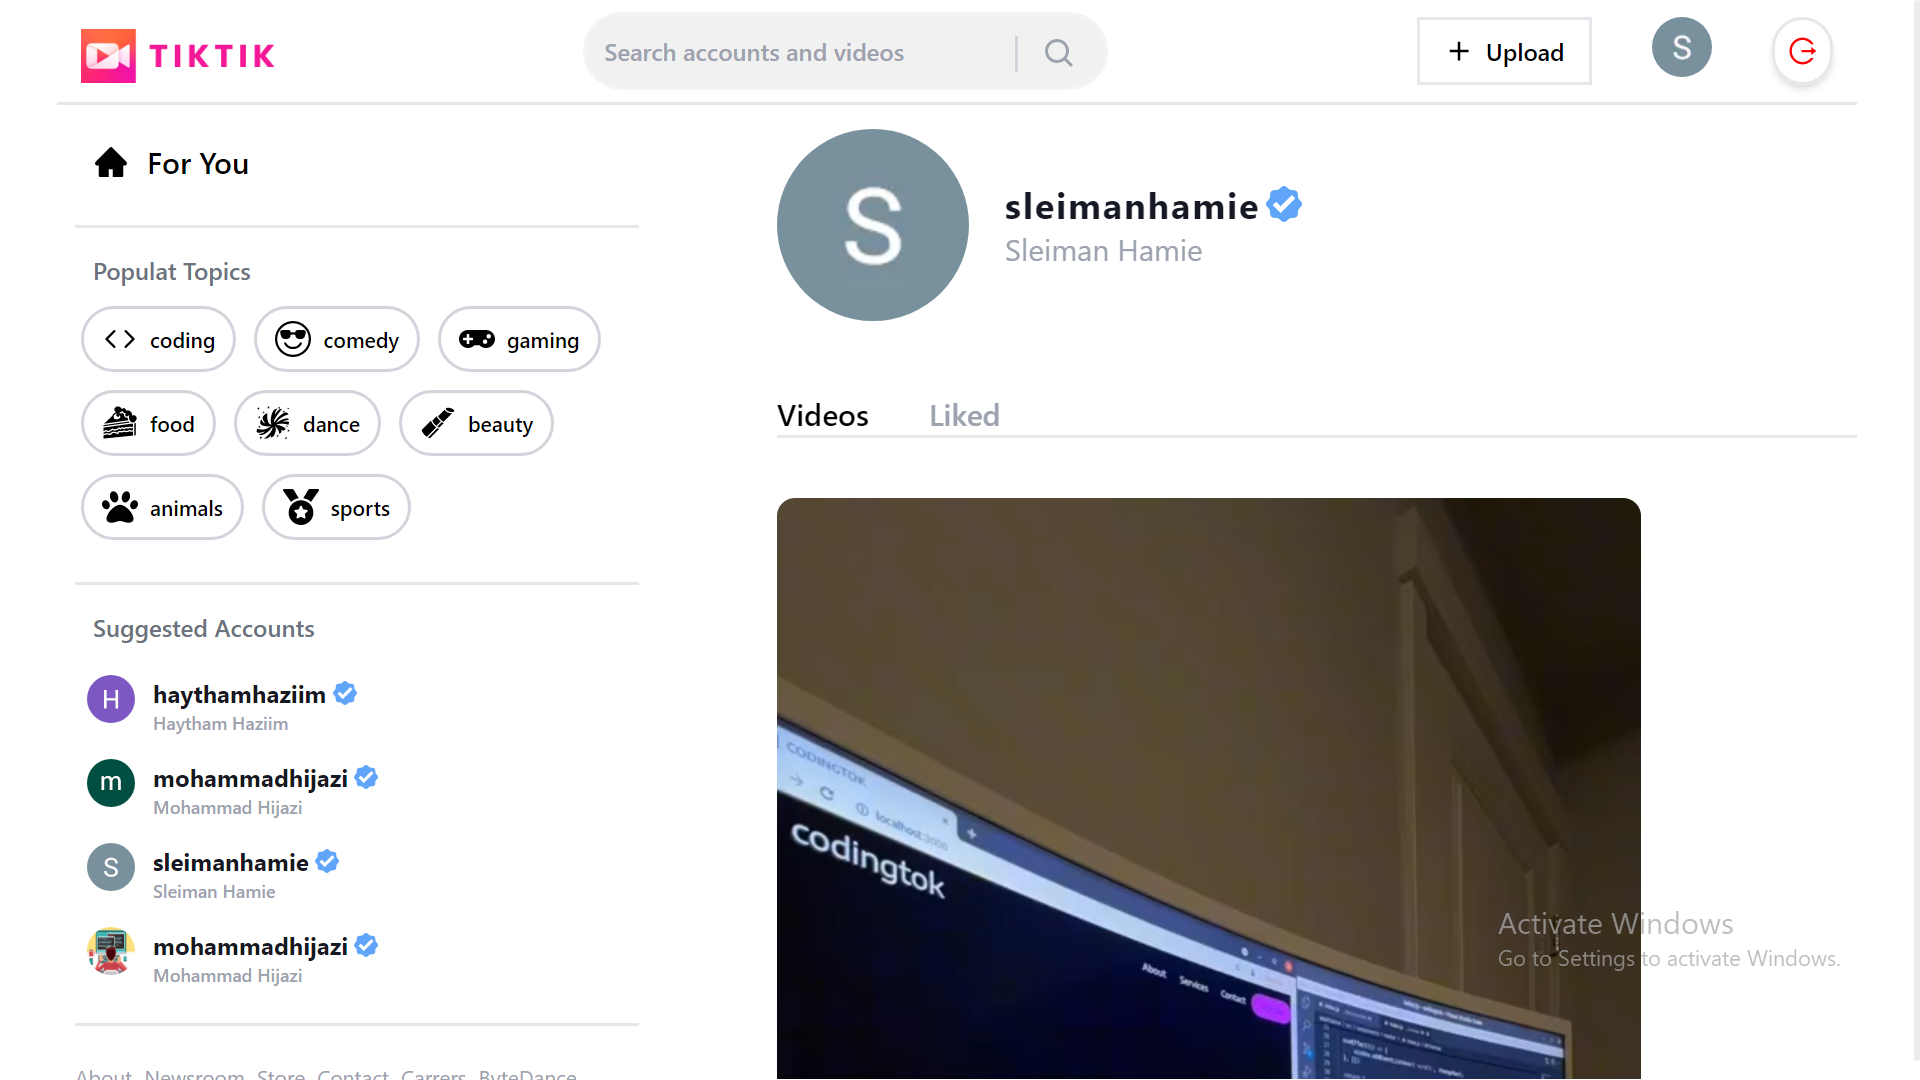 TIKTIK
Search accounts and videos
Upload
S
For You
S
sleimanhamie
Sleiman Hamie
Populat Topics
coding
comedy
gaming
food
dance
beauty
animals
sports
Videos
Liked
Suggested Accounts
H
haythamhaziim
Haytham Haziim
m
mohammadhijazi
Mohammad Hijazi
S
sleimanhamie
Sleiman Hamie
mohammadhijazi
Mohammad Hijazi
About Newsroom Store Contact Carrers ByteDance
CODINGTOK
localhost:3000
codingtok
About Services Contact
Activate Windows
Go to Settings to activate Windows.